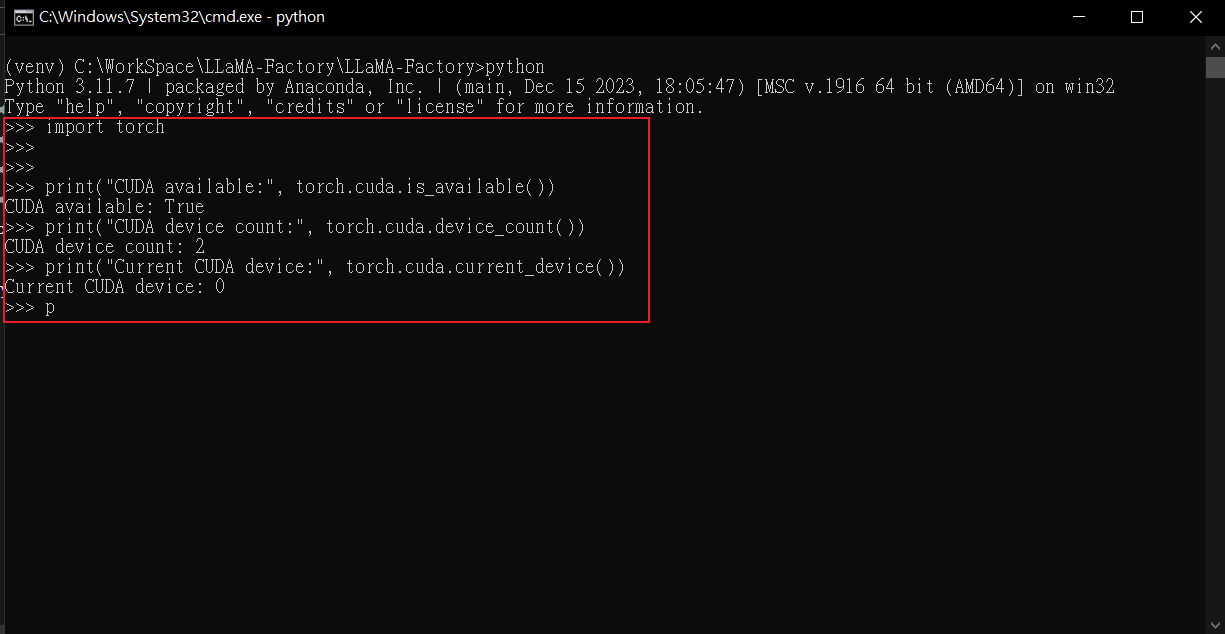 C:\Windows\System32\cmd.exe - python
(venv) C:\WorkSpace\LLaMA-Factory\LLaMA-Factory>python
Python 3.11.7 | packaged by Anaconda, Inc. | (main, Dec 15 2023, 18:05:47) [MSC v.1916 64 bit (AMD64)] on win32
Type "help", "copyright", "credits" or "license" for more information.
>>> import torch
>>>
>>>
>>> print("CUDA available:", torch.cuda.is_available())
CUDA available: True
>>> print("CUDA device count:", torch.cuda.device_count())
CUDA device count: 2
>>> print("Current CUDA device:", torch.cuda.current_device())
Current CUDA device: 0
>>> p